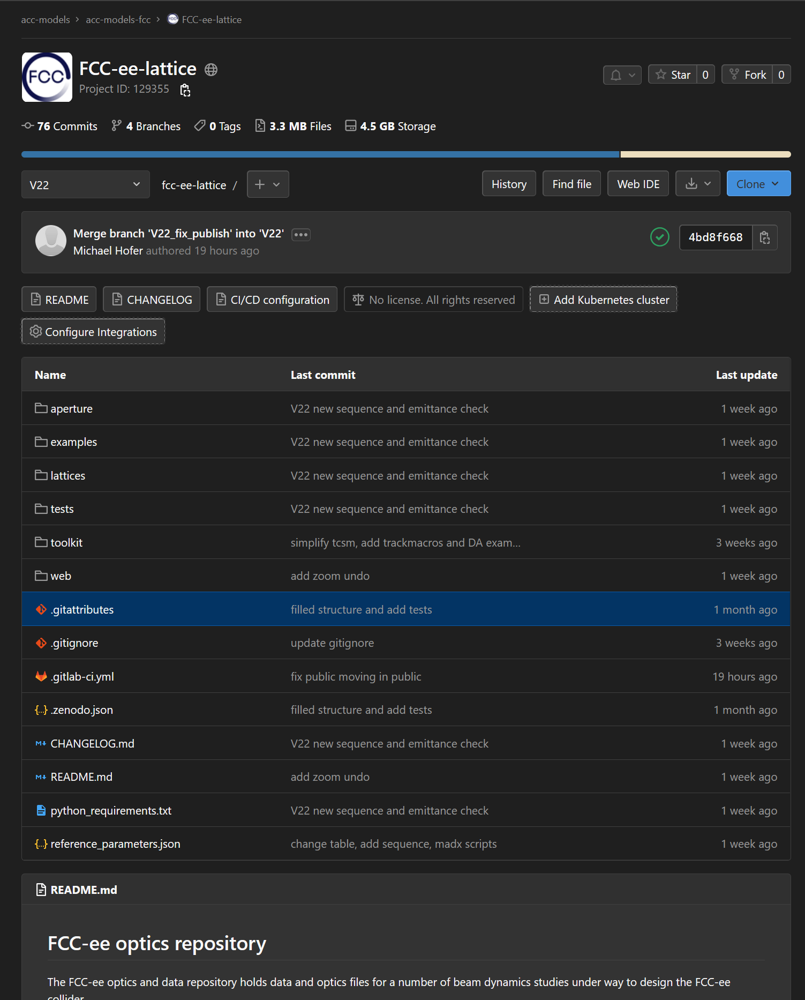 acc-models > acc-models-fcc > FCC-ee-lattice
FCC
FCC-ee-lattice
Project ID: 129355
Star 0
Fork 0
76 Commits 4 Branches 0 Tags 3.3 MB Files 4.5 GB Storage
V22 fcc-ee-lattice / +
History Find file Web IDE Clone
Merge branch 'V22_fix_publish' into 'V22' •••
Michael Hofer authored 19 hours ago
4bd8f668
README CHANGELOG CI/CD configuration No license. All rights reserved Add Kubernetes cluster
Configure Integrations
Name Last commit Last update
aperture V22 new sequence and emittance check 1 week ago
examples V22 new sequence and emittance check 1 week ago
lattices V22 new sequence and emittance check 1 week ago
tests V22 new sequence and emittance check 1 week ago
toolkit simplify tcsm, add trackmacros and DA exam... 3 weeks ago
web add zoom undo 1 week ago
.gitattributes filled structure and add tests 1 month ago
.gitignore update gitignore 3 weeks ago
.gitlab-ci.yml fix public moving in public 19 hours ago
{..} .zenodo.json filled structure and add tests 1 month ago
M↓ CHANGELOG.md V22 new sequence and emittance check 1 week ago
M↓ README.md add zoom undo 1 week ago
python_requirements.txt V22 new sequence and emittance check 1 week ago
{..} reference_parameters.json change table, add sequence, madx scripts 1 week ago
README.md
FCC-ee optics repository
The FCC-ee optics and data repository holds data and optics files for a number of beam dynamics studies under way to design the FCC-ee
collider